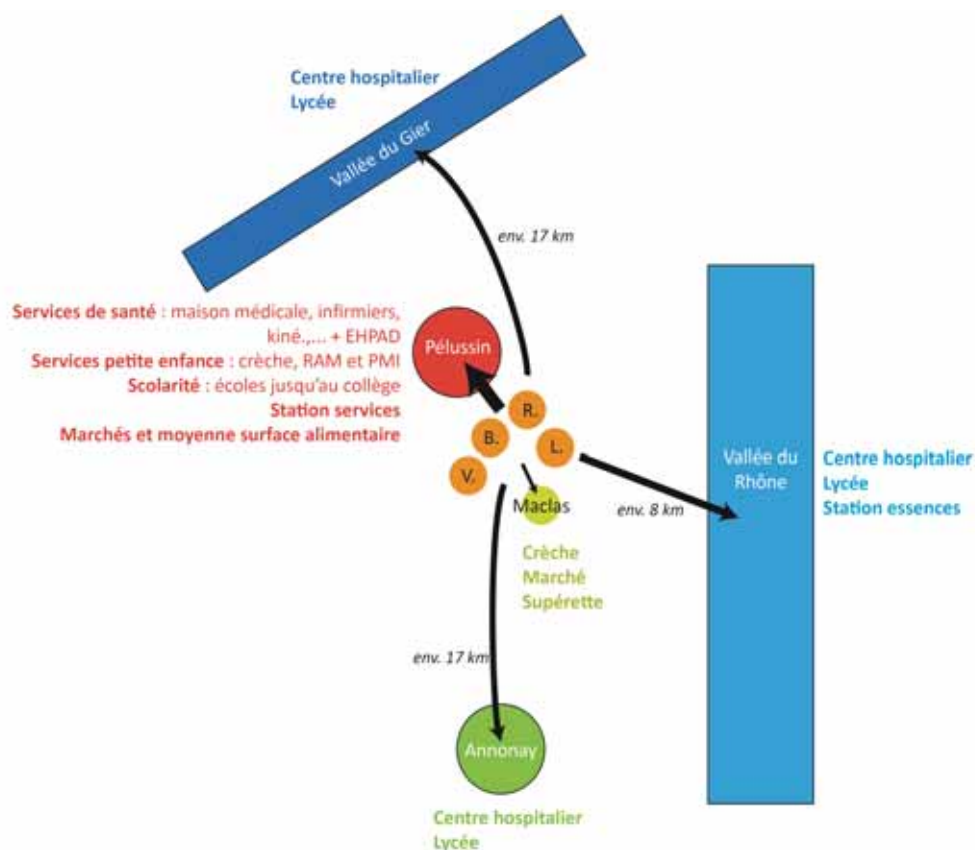 Centre hospitalier
Lycée
Vallée du Gier
env. 17 km
Services de santé : maison médicale, infirmiers,
kiné.,... + EHPAD
Services petite enfance : crèche, RAM et PMI
Scolarité : écoles jusqu'au collège
Station services
Marchés et moyenne surface alimentaire
Pélussin
R.
B.
L.
V.
Maclas
Crèche
Marché
Supérette
env. 8 km
Vallée du
Rhône
Centre hospitalier
Lycée
Station essences
env. 17 km
Annonay
Centre hospitalier
Lycée